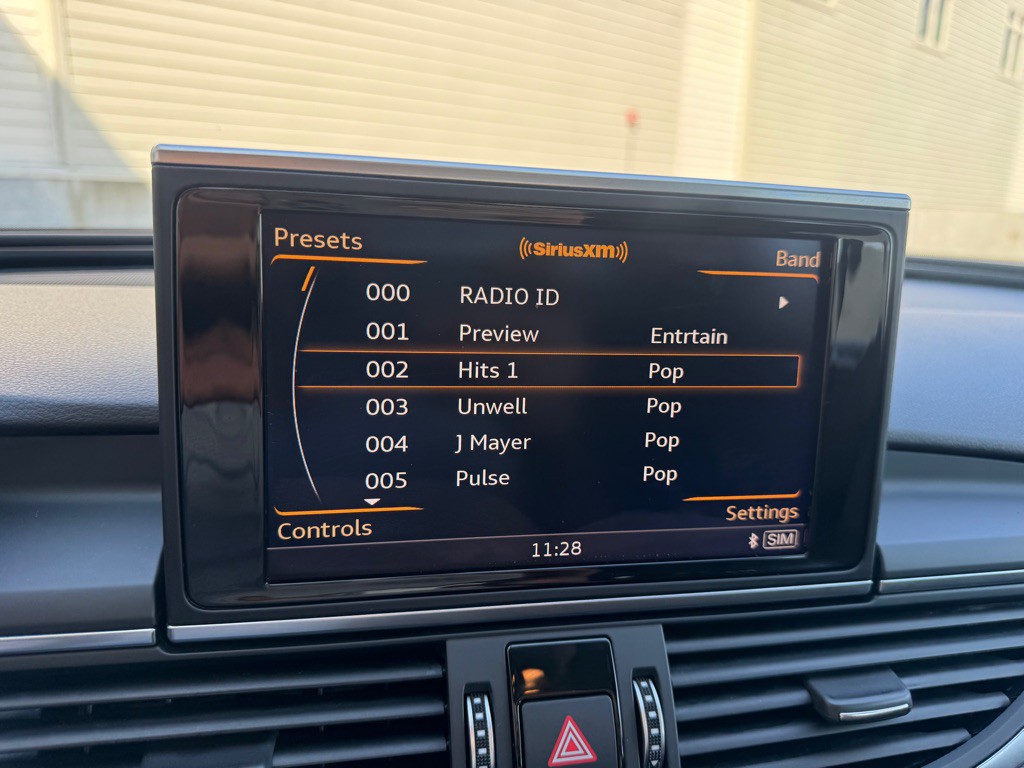 Presets
SiriusXM
Band
000 RADIO ID
001 Preview Entrtain
002 Hits 1 Pop
003 Unwell Pop
004 J Mayer Pop
005 Pulse Pop
Controls
Settings
11:28
SIM